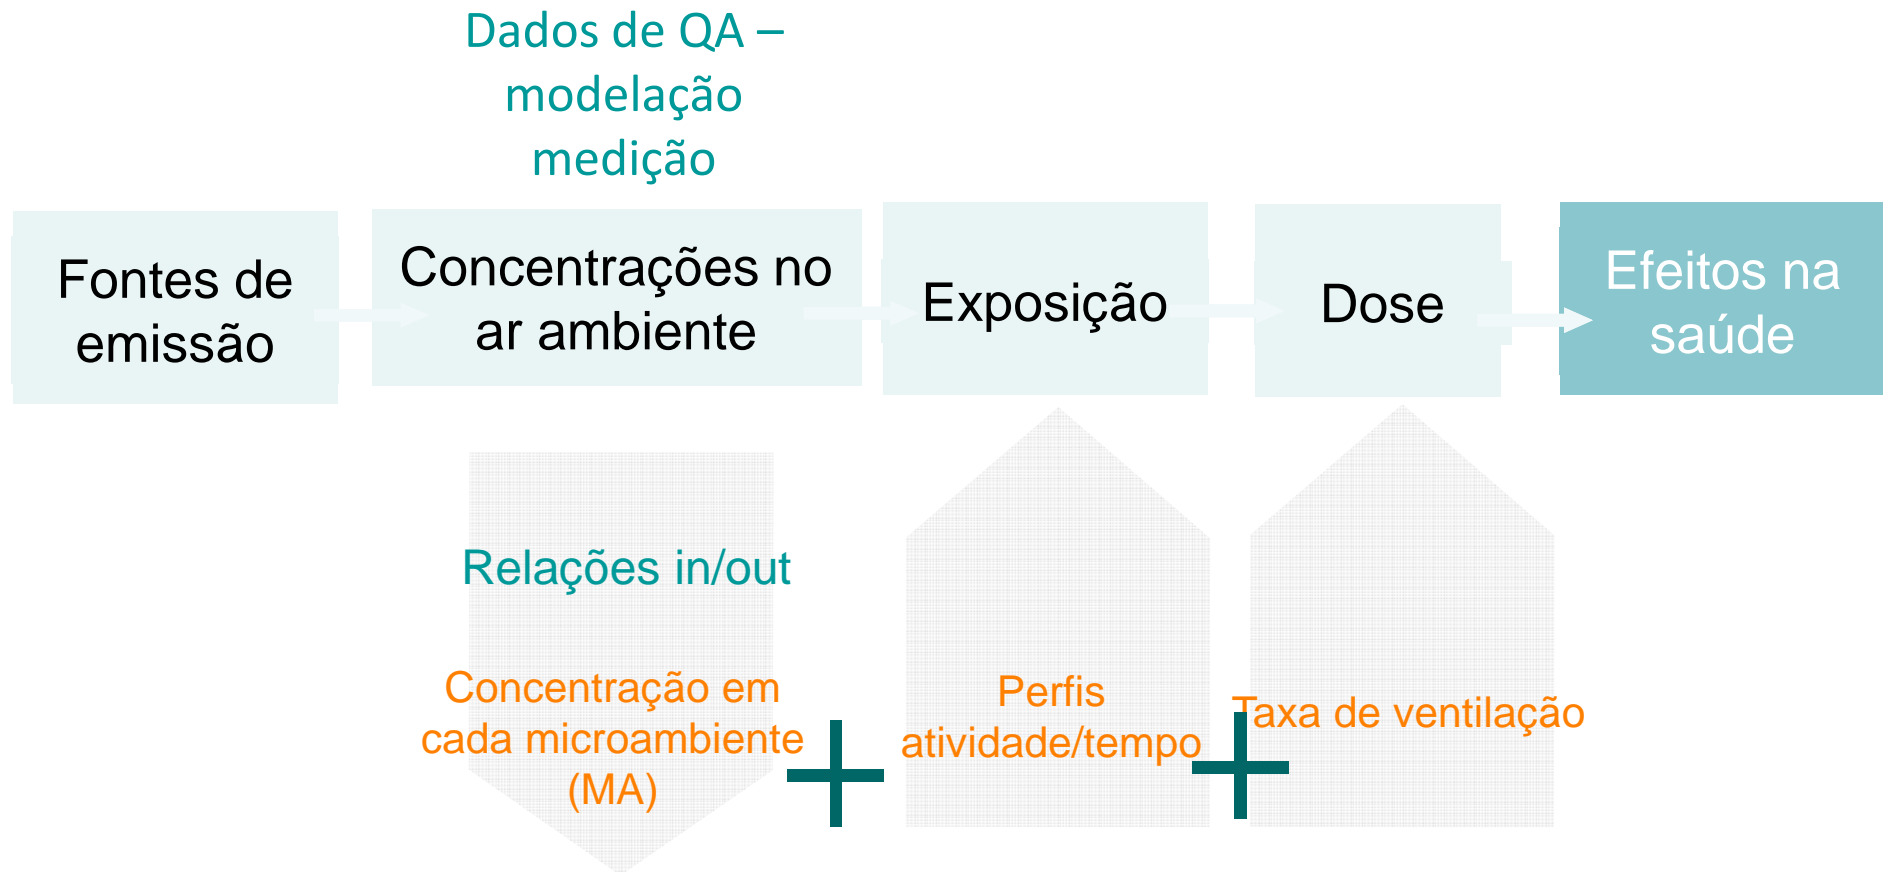 Dados de QA –
modelação
medição
Fontes de
emissão
Concentrações no
ar ambiente
Exposição
Dose
Efeitos na
saúde
Relações in/out
Concentração em
cada microambiente
(MA)
Perfis
atividade/tempo
Taxa de ventilação